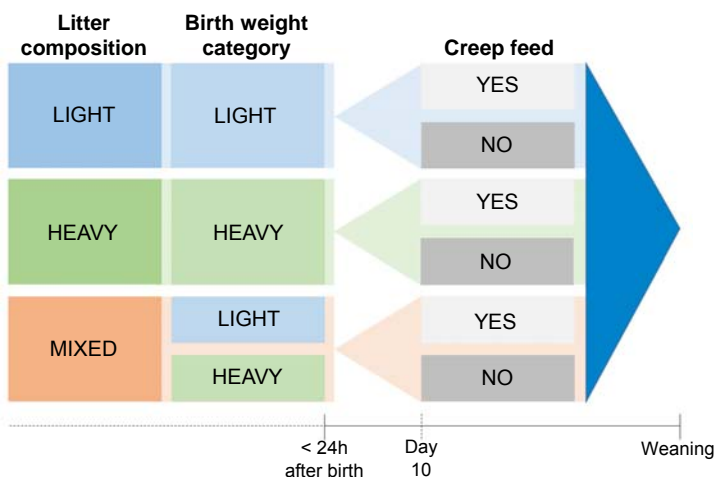 Litter
composition
Birth weight
category
Creep feed
LIGHT
LIGHT
YES
NO
HEAVY
HEAVY
YES
NO
MIXED
LIGHT
HEAVY
YES
NO
< 24h
after birth
Day
10
Weaning